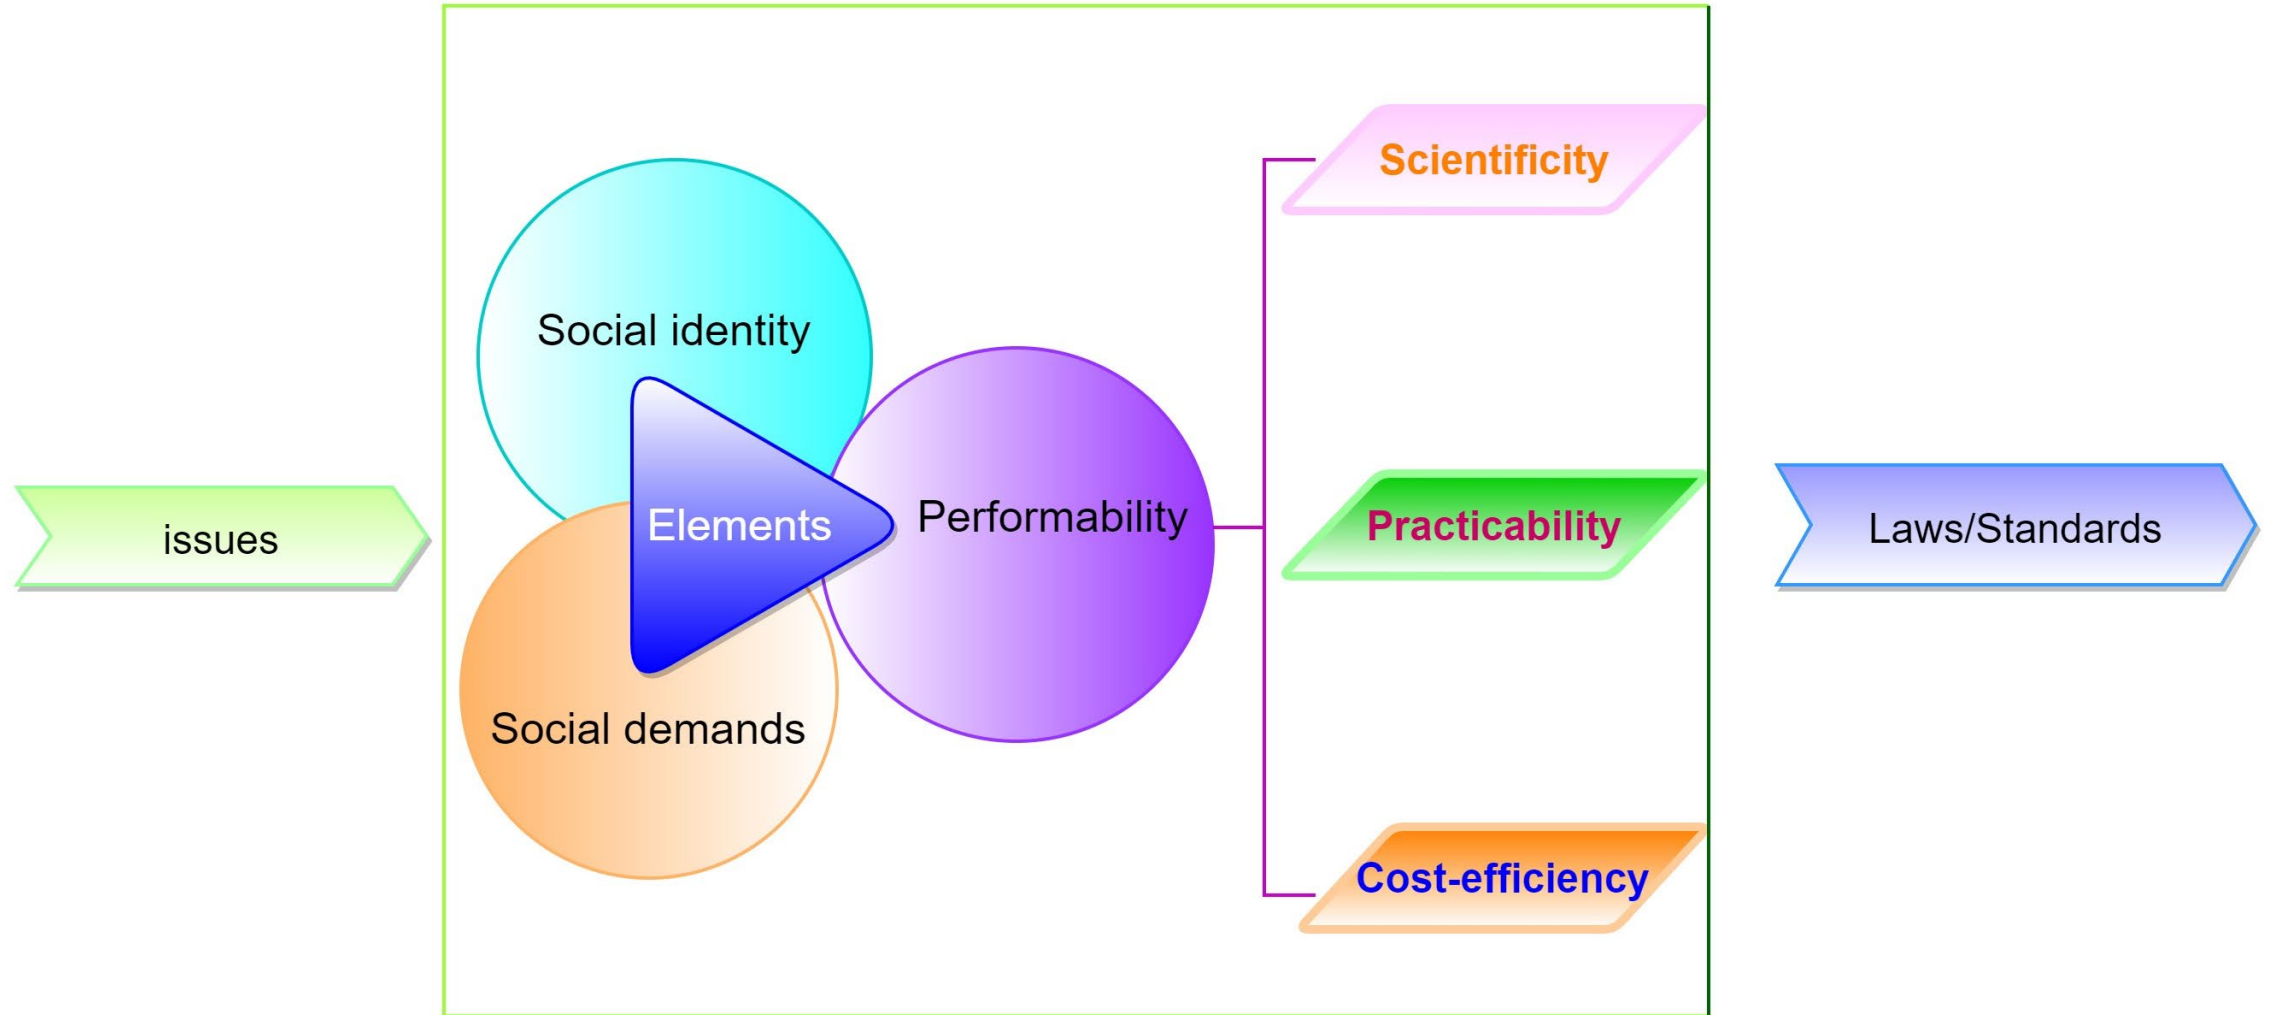 issues
Social identity
Elements
Social demands
Performability
Scientificity
Practicability
Cost-efficiency
Laws/Standards